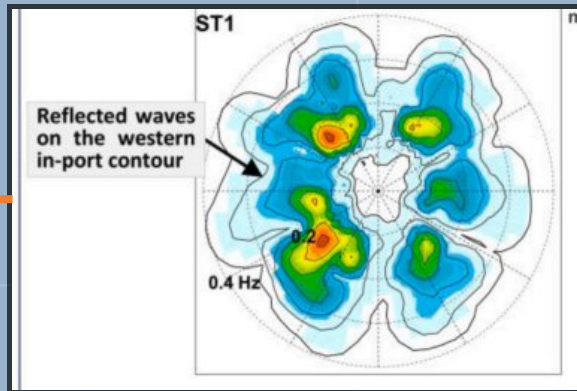 ST1
m
Reflected waves
on the western
in-port contour
0.2
0.4 Hz